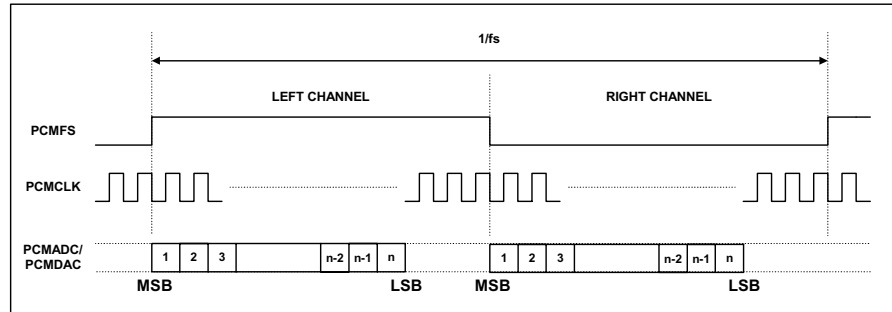 1/fs
LEFT CHANNEL RIGHT CHANNEL
PCMFS
PCMCLK
PCMADC/
PCMDAC
1 2 3 n-2 n-1 n 1 2 3 n-2 n-1 n
MSB LSB MSB LSB